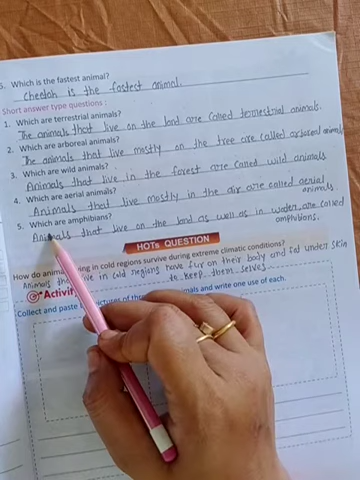 5. Which is the fastest animal?
Cheetah is the fastest animal.
Short answer type questions :
1. Which are terrestrial animals?
The animals that live on the land are called terrestrial animals.
2. Which are arboreal animals?
The animals that live mostly on the tree are called arboreal animals
3. Which are wild animals?
Animals that live in the forest are called wild animals
4. Which are aerial animals?
Animals that live mostly in the air are called aerial
animals.
5. Which are amphibians?
Animals that live on the land as well as in water, are called
amphibians.
HOTs QUESTION
How do animals living in cold regions survive during extreme climatic conditions?
Animals that live in cold regions have fur on their body and fat under skin
to keep them selves
Activity
Collect and paste pictures of animals and write one use of each.